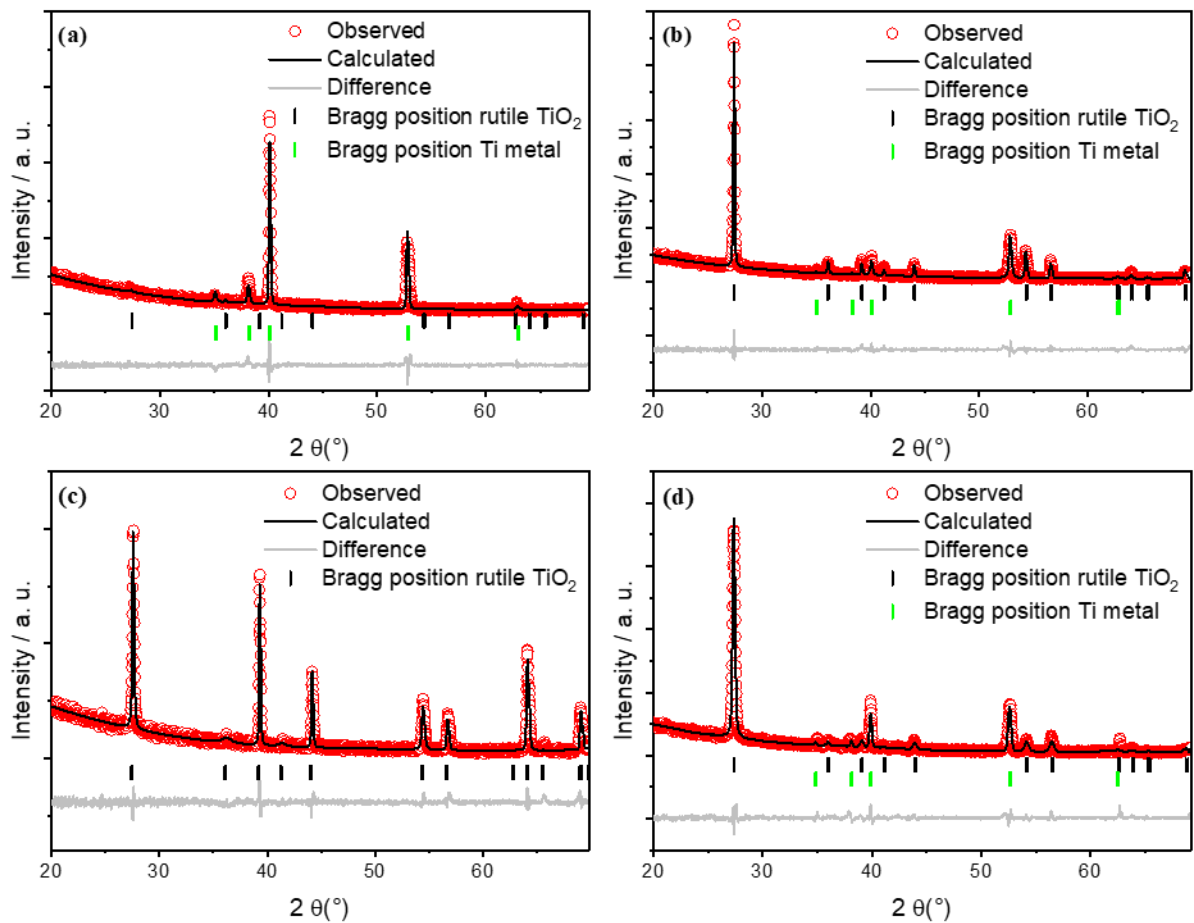 (a)
Observed
Calculated
Difference
Bragg position rutile TiO₂
Bragg position Ti metal
Intensity / a. u.
20 30 40 50 60
2 θ(°)
(b)
Observed
Calculated
Difference
Bragg position rutile TiO₂
Bragg position Ti metal
Intensity / a. u.
20 30 40 50 60
2 θ(°)
(c)
Observed
Calculated
Difference
Bragg position rutile TiO₂
Intensity / a. u.
20 30 40 50 60
2 θ(°)
(d)
Observed
Calculated
Difference
Bragg position rutile TiO₂
Bragg position Ti metal
Intensity / a. u.
20 30 40 50 60
2 θ(°)